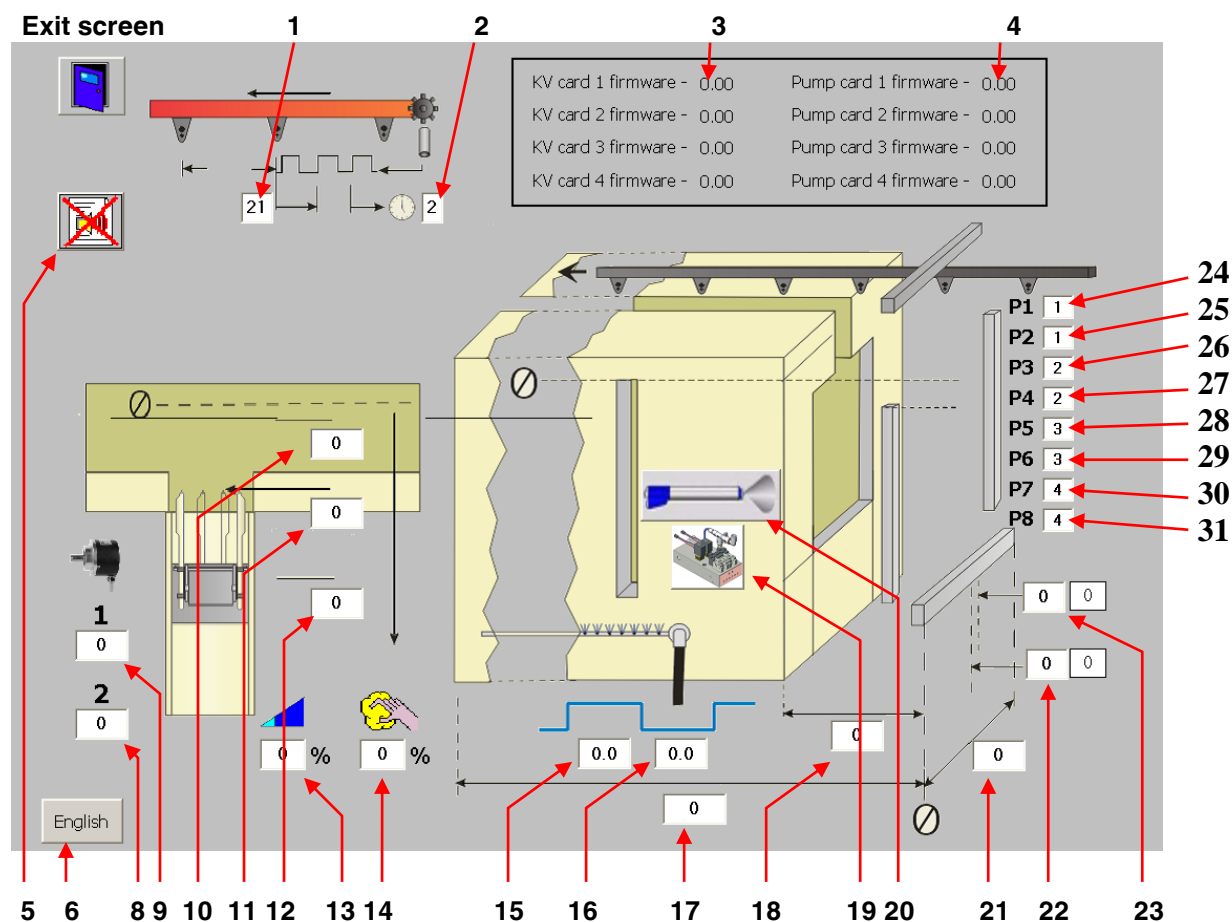 Exit screen 1 2 3 4
KV card 1 firmware - 0.00 Pump card 1 firmware - 0.00
KV card 2 firmware - 0.00 Pump card 2 firmware - 0.00
KV card 3 firmware - 0.00 Pump card 3 firmware - 0.00
KV card 4 firmware - 0.00 Pump card 4 firmware - 0.00
21 2
24
P1 1
25
P2 1
26
P3 2
27
P4 2
28
P5 3
29
P6 3
30
P7 4
31
P8 4
0
0
0
1
0
2
0
0 %
0 %
0.0 0.0
0
0
0
0 0
0 0
English
5 6 8 9 10 11 12 13 14 15 16 17 18 19 20 21 22 23